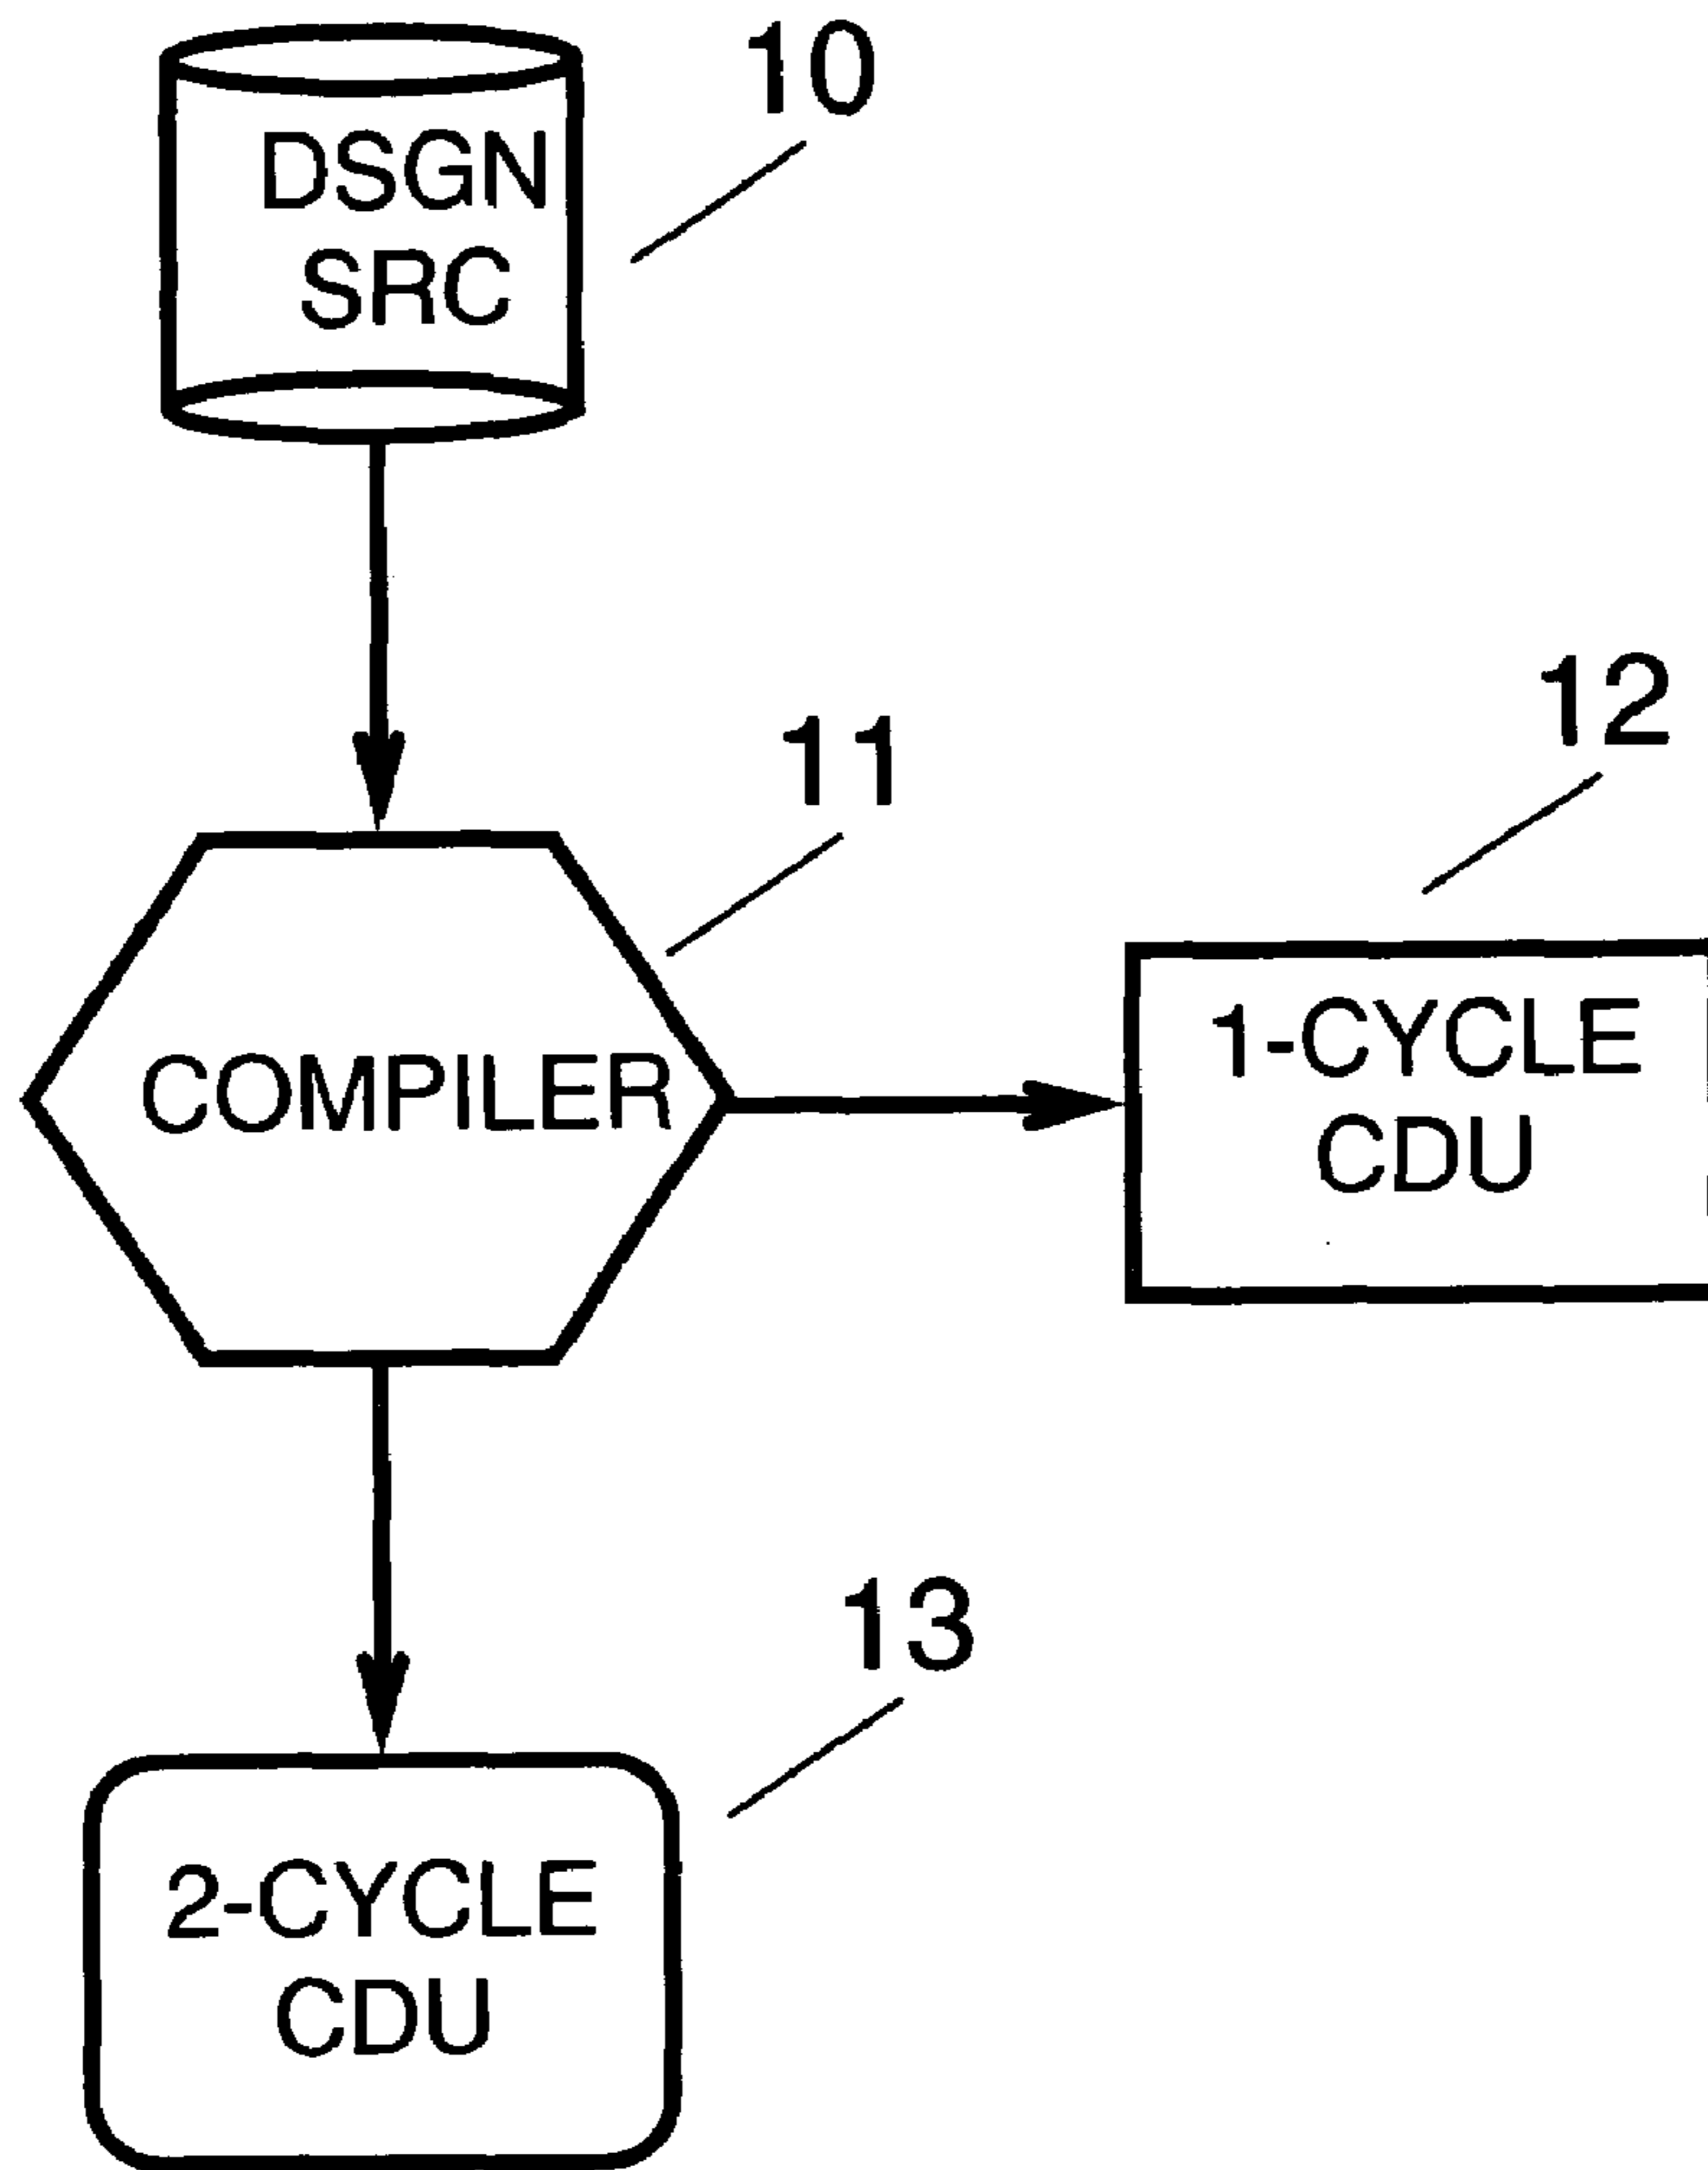 10
DSGN
SRC
11
COMPILER
12
1-CYCLE
CDU
13
2-CYCLE
CDU